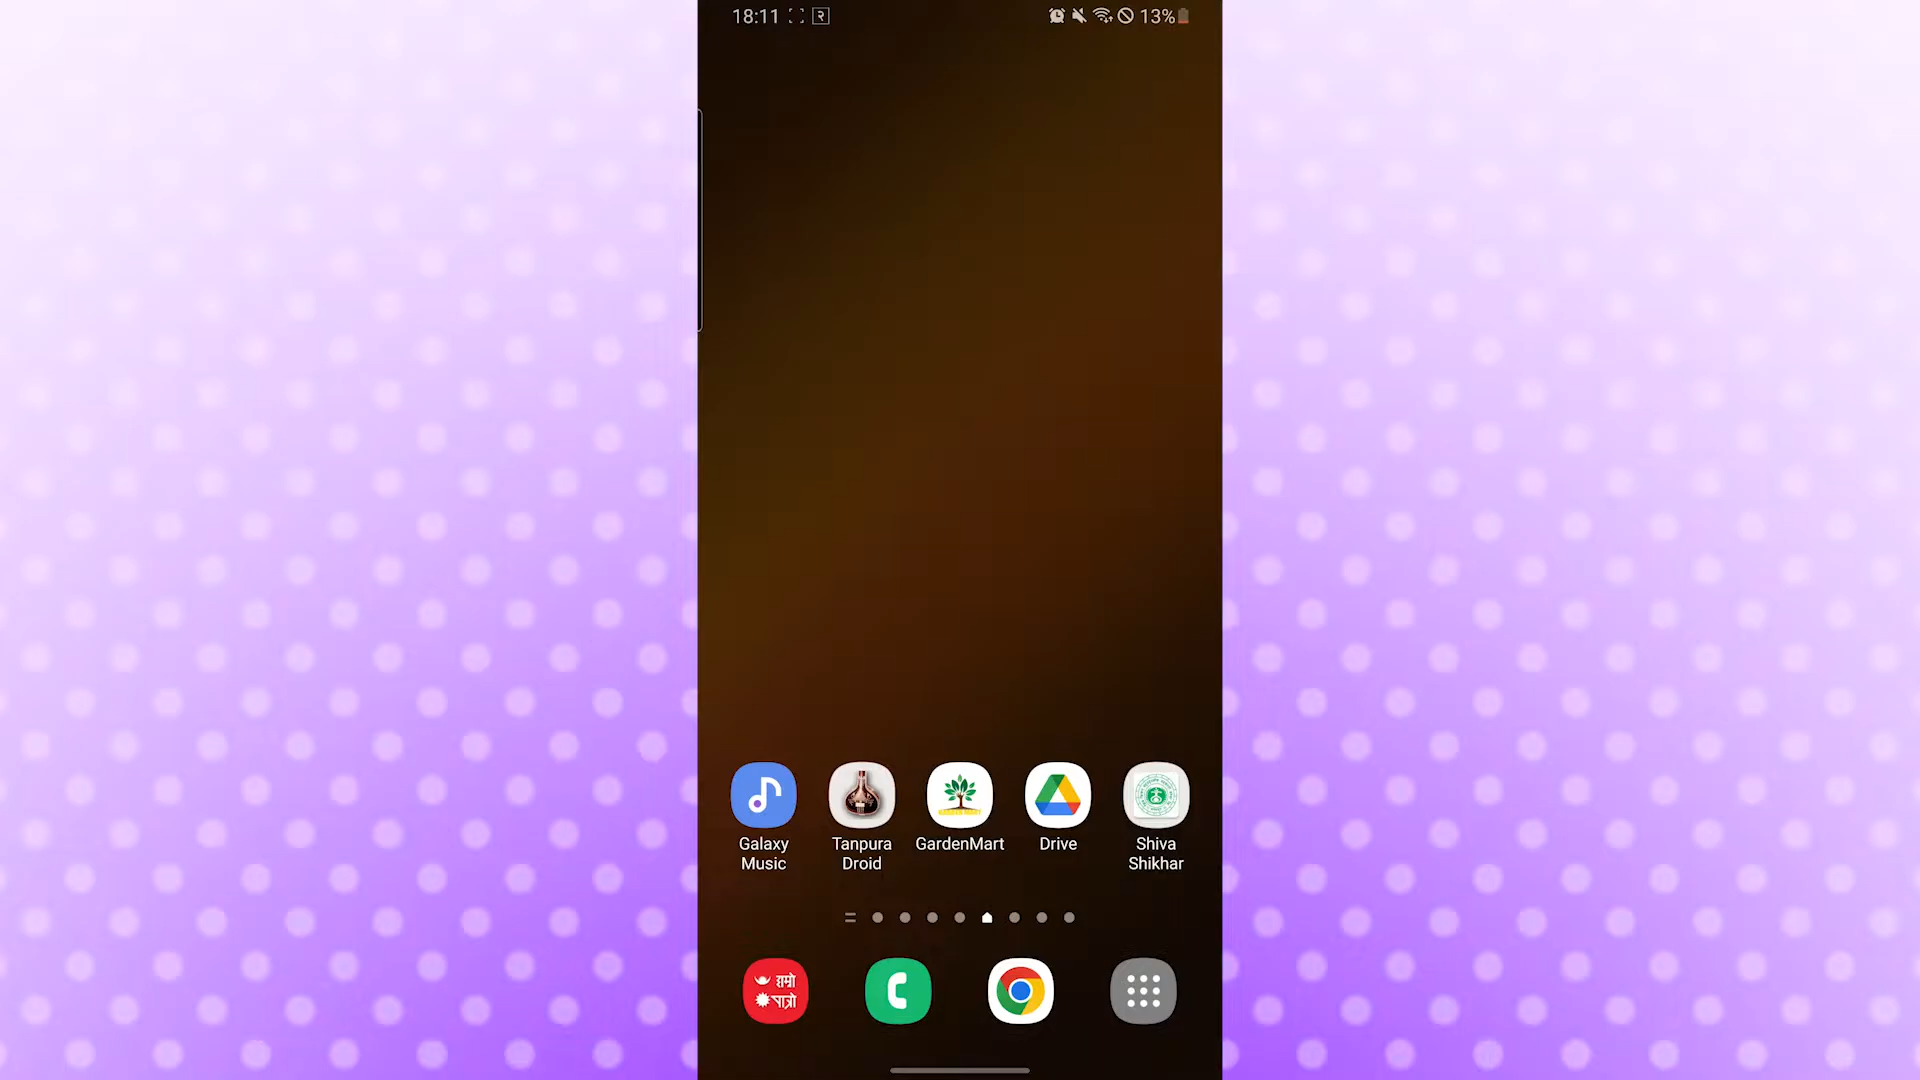 18:11
13%
Galaxy
Music
Tanpura
Droid
GardenMart
Drive
Shiva
Shikhar
हाम्रो
पात्रो